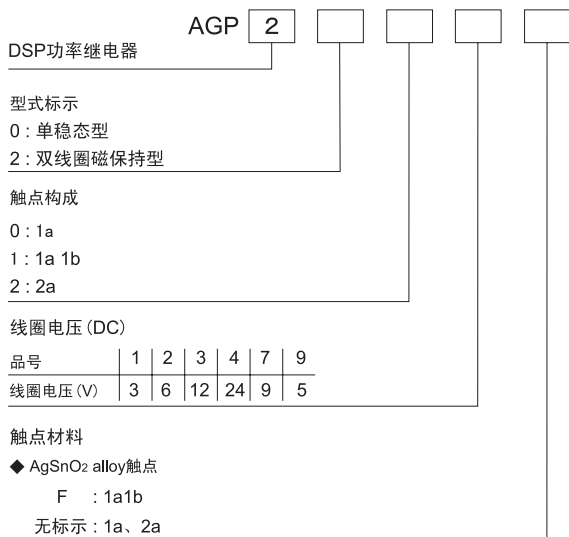 AGP 2
DSP功率继电器
型式标示
0 : 单稳态型
2 : 双线圈磁保持型
触点构成
0 : 1a
1 : 1a 1b
2 : 2a
线圈电压 (DC)
品号 1 2 3 4 7 9
线圈电压 (V) 3 6 12 24 9 5
触点材料
◆ AgSnO₂ alloy触点
F : 1a1b
无标示 : 1a、2a